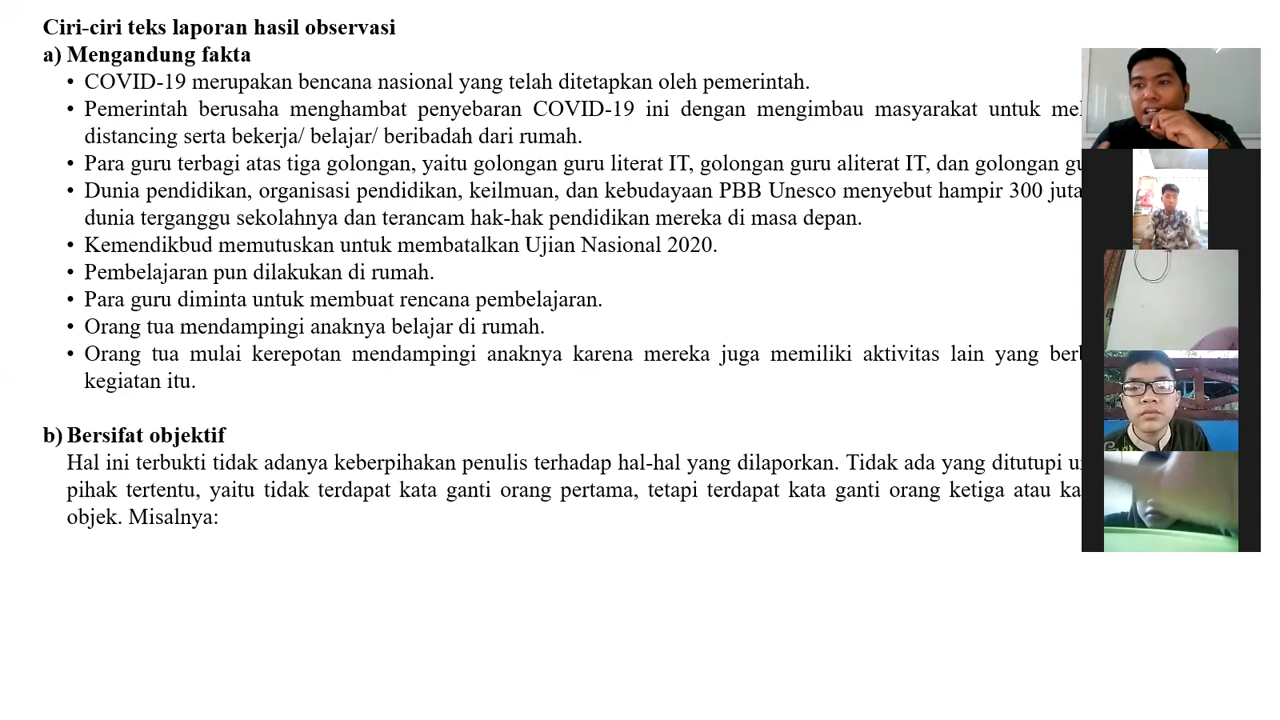 Ciri-ciri teks laporan hasil observasi
a) Mengandung fakta
• COVID-19 merupakan bencana nasional yang telah ditetapkan oleh pemerintah.
• Pemerintah berusaha menghambat penyebaran COVID-19 ini dengan mengimbau masyarakat untuk
distancing serta bekerja/ belajar/ beribadah dari rumah.
• Para guru terbagi atas tiga golongan, yaitu golongan guru literat IT, golongan guru aliterat IT, dan golongan
• Dunia pendidikan, organisasi pendidikan, keilmuan, dan kebudayaan PBB Unesco menyebut hampir 300 juta
dunia terganggu sekolahnya dan terancam hak-hak pendidikan mereka di masa depan.
• Kemendikbud memutuskan untuk membatalkan Ujian Nasional 2020.
• Pembelajaran pun dilakukan di rumah.
• Para guru diminta untuk membuat rencana pembelajaran.
• Orang tua mendampingi anaknya belajar di rumah.
• Orang tua mulai kerepotan mendampingi anaknya karena mereka juga memiliki aktivitas lain yang
kegiatan itu.
b) Bersifat objektif
Hal ini terbukti tidak adanya keberpihakan penulis terhadap hal-hal yang dilaporkan. Tidak ada yang ditutupi
pihak tertentu, yaitu tidak terdapat kata ganti orang pertama, tetapi terdapat kata ganti orang ketiga atau
objek. Misalnya: